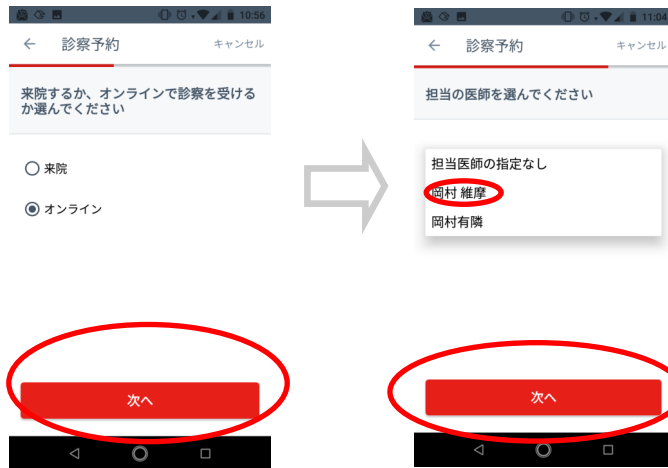 10:56
診察予約
キャンセル
来院するか、オンラインで診察を受ける
か選んでください
来院
オンライン
次へ
11:04
診察予約
キャンセル
担当の医師を選んでください
担当医師の指定なし
岡村 維摩
岡村有隣
次へ